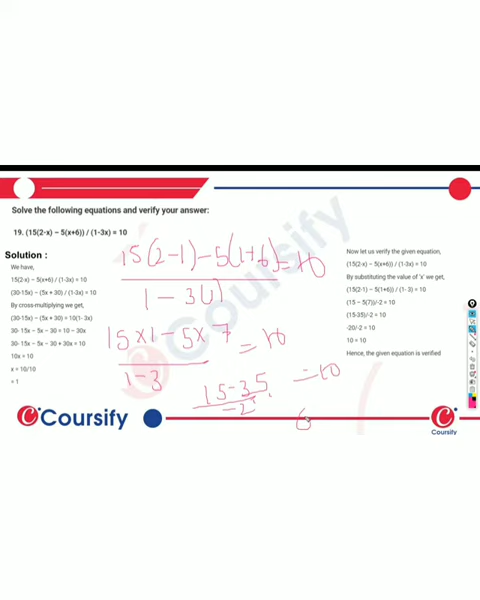 Solve the following equations and verify your answer:
19. (15(2-x) − 5(x+6)) / (1-3x) = 10
Solution :
We have,
15(2-x) − 5(x+6) / (1-3x) = 10
(30-15x) − (5x + 30) / (1-3x) = 10
By cross-multiplying we get,
(30-15x) − (5x + 30) = 10(1- 3x)
30- 15x − 5x − 30 = 10 − 30x
30- 15x − 5x − 30 + 30x = 10
10x = 10
x = 10/10
= 1
15(2-1)-5(1+6) = 10
1-3(1)
15×1-5×7 = 10
1-3
15-35 = 10
-2
Now let us verify the given equation,
(15(2-x) − 5(x+6)) / (1-3x) = 10
By substituting the value of 'x' we get,
(15(2-1) − 5(1+6)) / (1- 3) = 10
(15 − 5(7))/-2 = 10
(15-35)/-2 = 10
-20/-2 = 10
10 = 10
Hence, the given equation is verified
Coursify
Coursify
Coursify